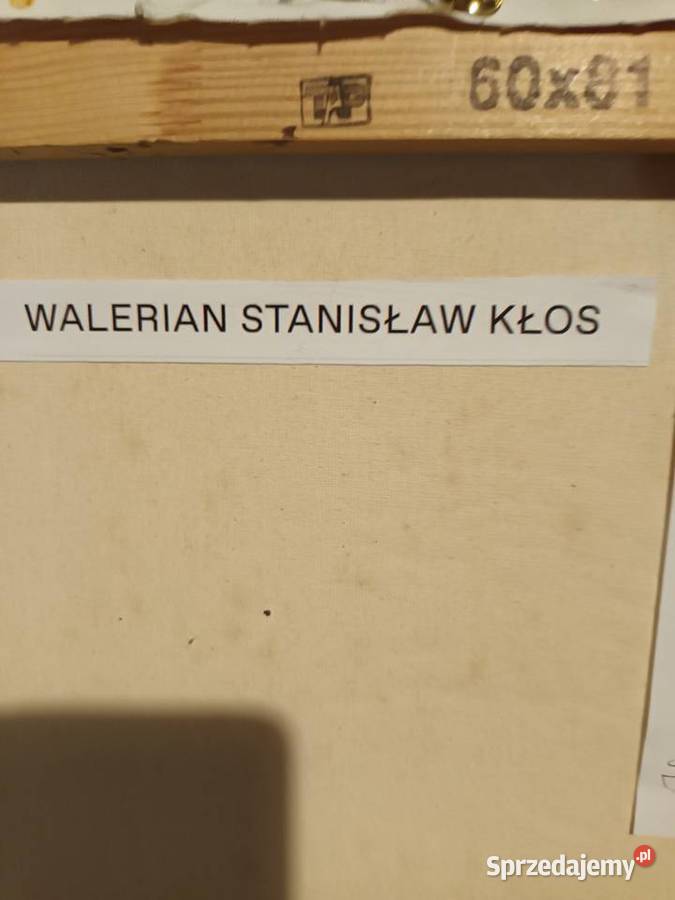 60x81
WALERIAN STANISŁAW KŁOS
Sprzedajemy.pl